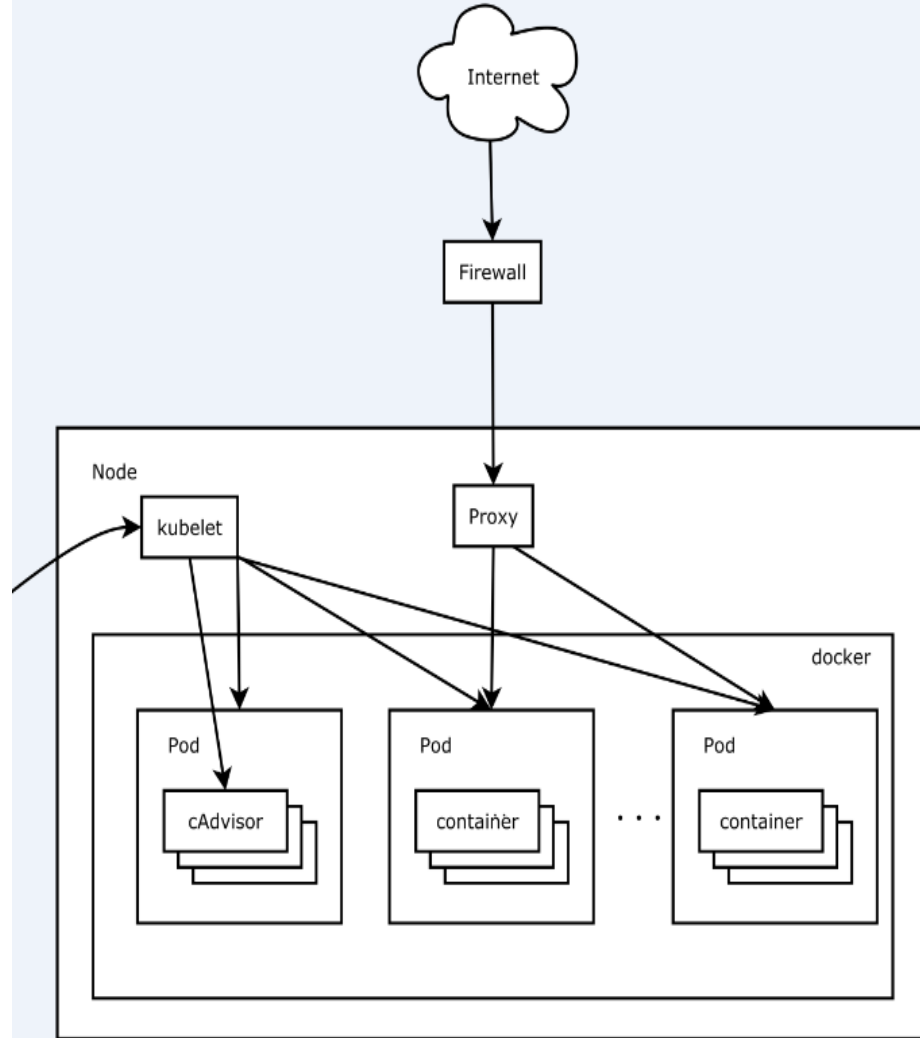 Internet
Firewall
Node
kubelet
Proxy
docker
Pod
Pod
Pod
cAdvisor
container
. . .
container